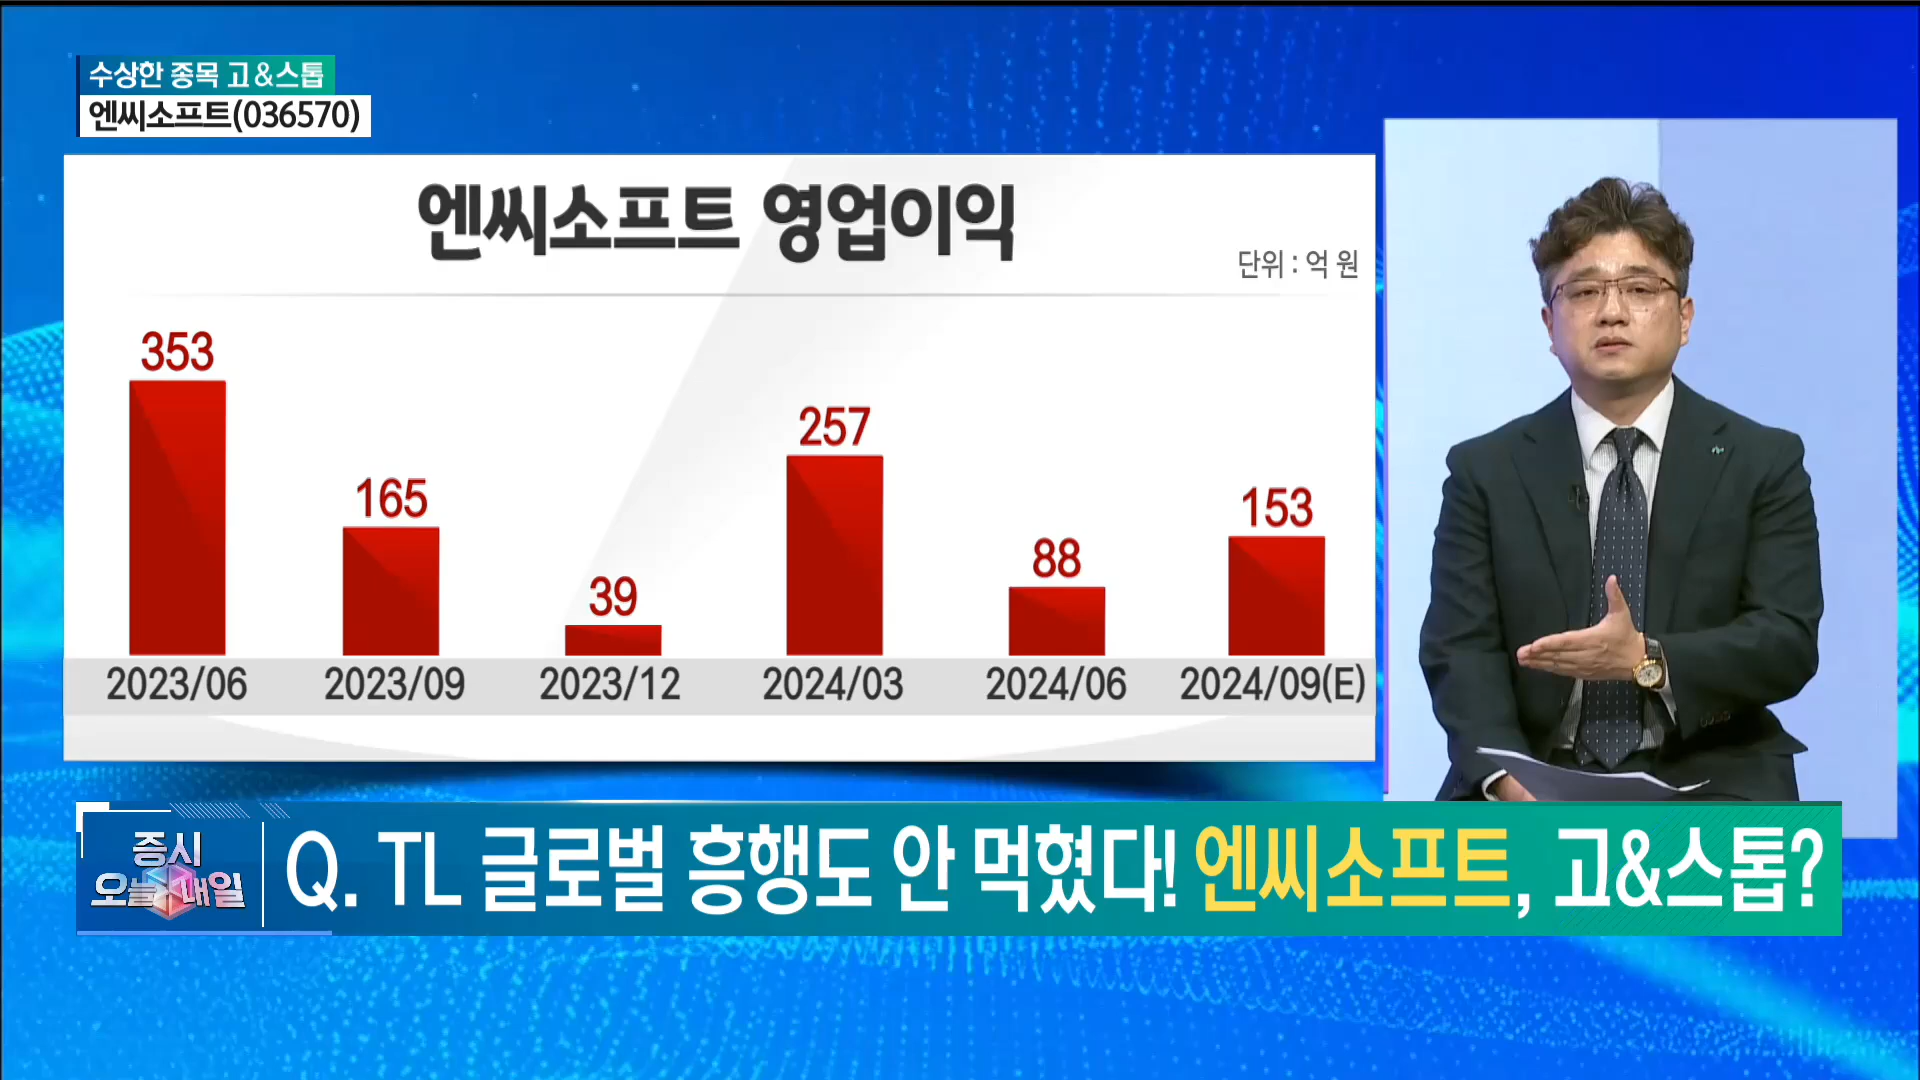 수상한 종목 고&스톱
엔씨소프트(036570)
엔씨소프트 영업이익
단위 : 억 원
353
165
39
257
88
153
2023/06
2023/09
2023/12
2024/03
2024/06
2024/09(E)
증시
오늘 내일
Q. TL 글로벌 흥행도 안 먹혔다! 엔씨소프트, 고&스톱?